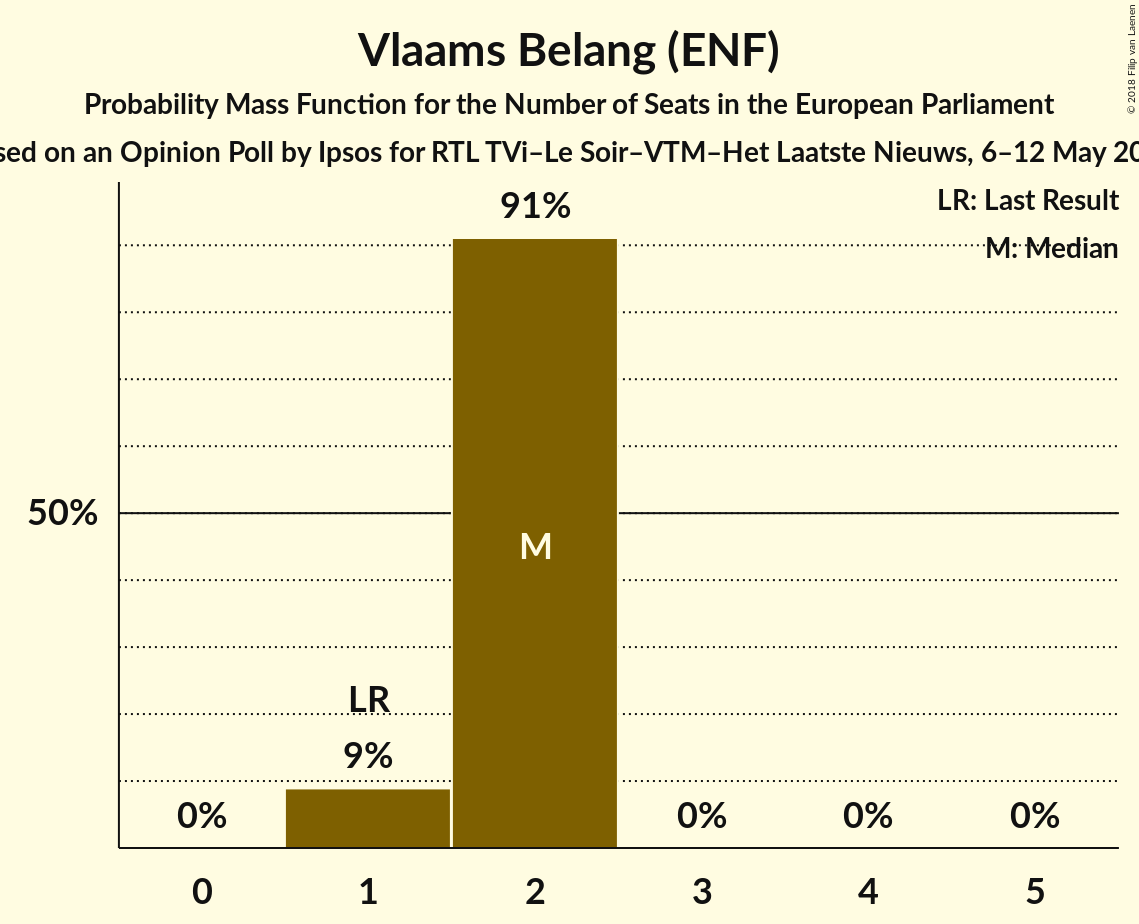 Vlaams Belang (ENF)
Probability Mass Function for the Number of Seats in the European Parliament
on an Opinion Poll by Ipsos for RTL TVi–Le Soir–VTM–Het Laatste Nieuws, 6–12 May
© 2018 Filip van Laenen
LR: Last Result
M: Median
91%
50%
M
LR
9%
0%
0%
0%
0%
0 1 2 3 4 5